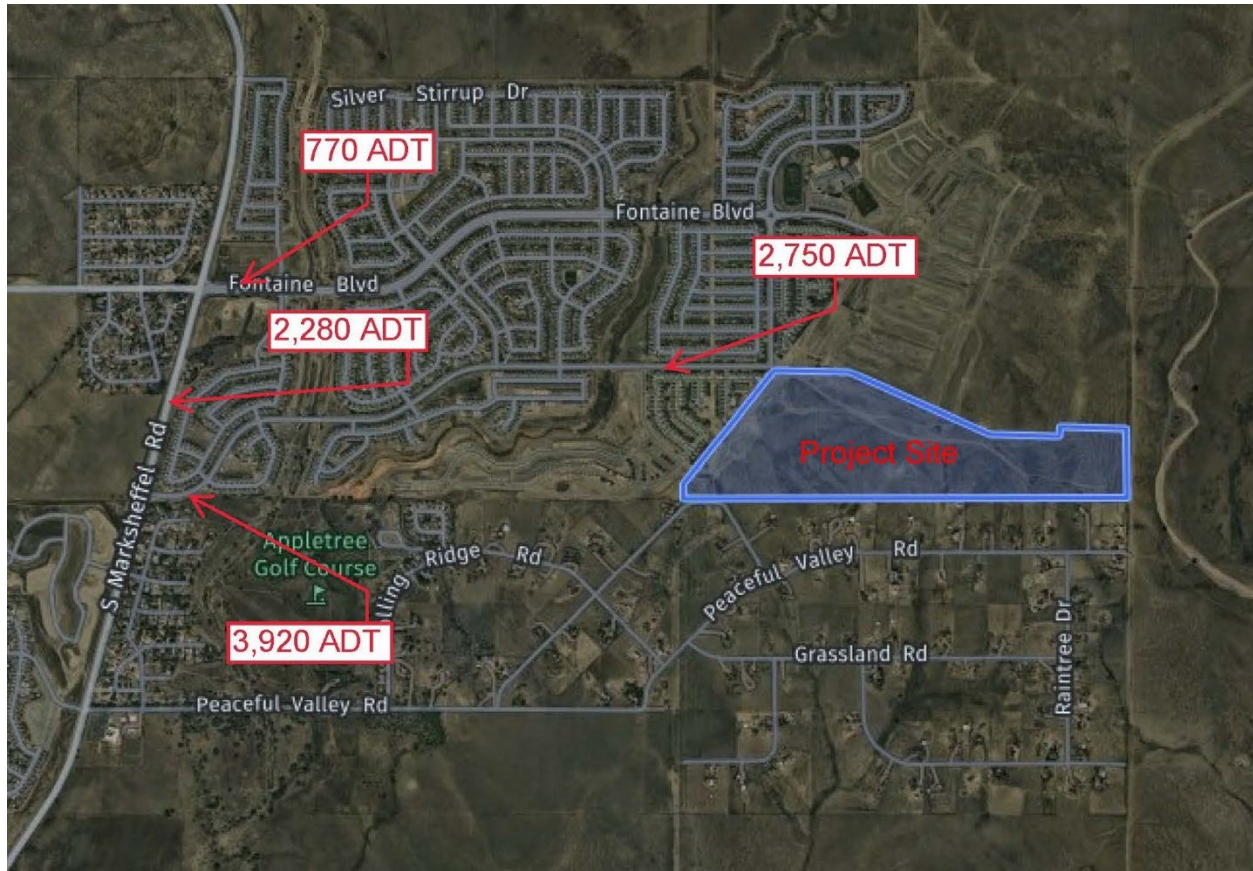 Silver Stirrup Dr
770 ADT
Fontaine Blvd
2,750 ADT
Fontaine Blvd
2,280 ADT
S Marksheffel Rd
Project Site
Appletree
Golf Course
Ridge Rd
Peaceful Valley Rd
3,920 ADT
Grassland Rd
Raintree Dr
Peaceful Valley Rd